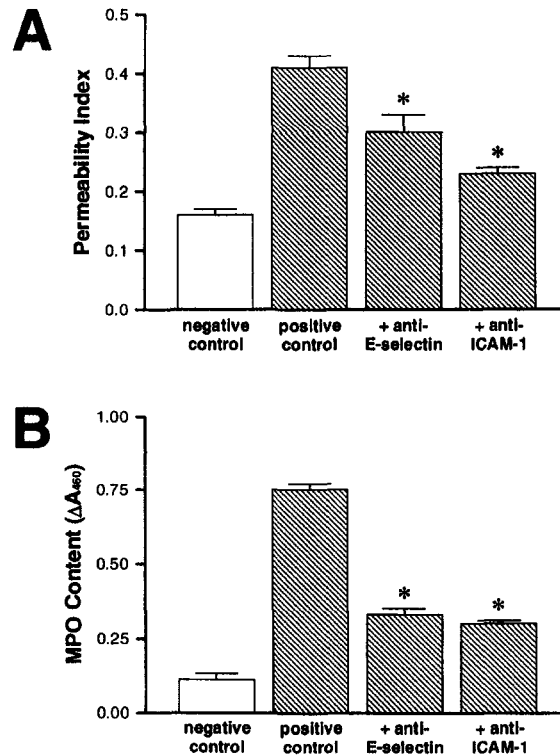 A
Permeability Index
0.5
0.4
0.3
0.2
0.1
0.0
*
*
negative control
positive control
+ anti-E-selectin
+ anti-ICAM-1
B
MPO Content (ΔA460)
1.00
0.75
0.50
0.25
0.00
*
*
negative control
positive control
+ anti-E-selectin
+ anti-ICAM-1